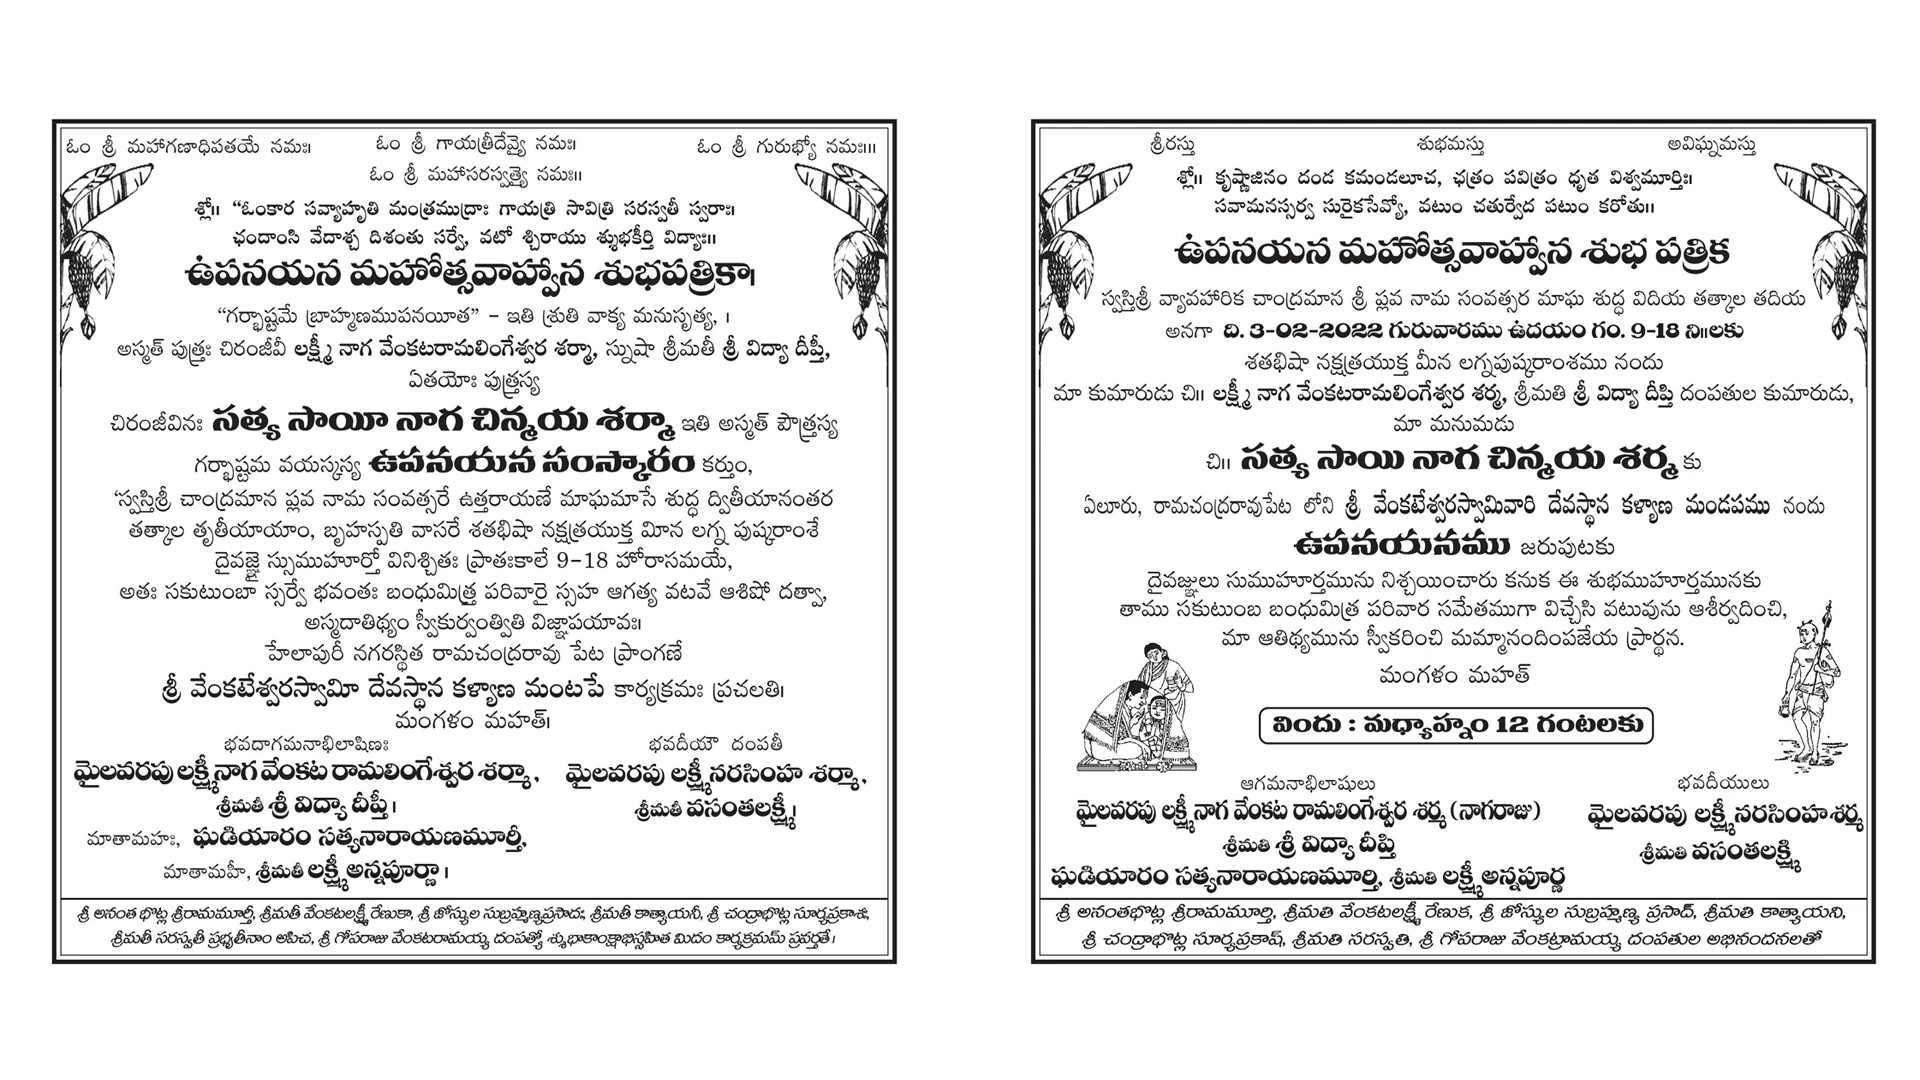 ఓం శ్రీ మహాగణాధిపతయే నమః
ఓం శ్రీ గాయత్రీదేవ్యై నమః
ఓం శ్రీ గురుభ్యో నమః॥
ఓం శ్రీ మహాసరస్వత్యై నమః॥
శ్లో॥ “ఓంకార సవ్యాహృతి మంత్రముద్రాః గాయత్రి సావిత్రి సరస్వతీ స్వరాః
ఛందాంసి వేదాశ్చ దిశంతు సర్వే, వటో శ్చిరాయు శ్శుభకీర్తి విద్యాః॥
ఉపనయన మహోత్సవాహ్వాన శుభపత్రికా।
“గర్భాష్టమే బ్రాహ్మణముపనయీత” - ఇతి శ్రుతి వాక్య మనుసృత్య, ।
అస్మత్ పుత్రః చిరంజీవీ లక్ష్మీ నాగ వేంకటరామలింగేశ్వర శర్మా, స్నుషా శ్రీమతీ శ్రీ విద్యా దీప్తీ,
ఏతయోః పుత్రస్య
చిరంజీవినః సత్య సాయీ నాగ చిన్మయ శర్మా ఇతి అస్మత్ పౌత్రస్య
గర్భాష్టమ వయస్కస్య ఉపనయన సంస్కారం కర్తుం,
‘స్వస్తిశ్రీ చాంద్రమాన ప్లవ నామ సంవత్సరే ఉత్తరాయణే మాఘమాసే శుద్ధ ద్వితీయానంతర
తత్కాల తృతీయాయాం, బృహస్పతి వాసరే శతభిషా నక్షత్రయుక్త మీన లగ్న పుష్కరాంశే
దైవజ్ఞై స్సుముహూర్తో వినిశ్చితః ప్రాతఃకాలే 9-18 హోరాసమయే,
అతః సకుటుంబా స్సర్వే భవంతః బంధుమిత్ర పరివారై స్సహ ఆగత్య వటవే ఆశిషో దత్వా,
అస్మదాతిథ్యం స్వీకుర్వంత్వితి విజ్ఞాపయావః।
హేలాపురీ నగరస్థిత రామచంద్రరావు పేట ప్రాంగణే
శ్రీ వేంకటేశ్వరస్వామీ దేవస్థాన కళ్యాణ మంటపే కార్యక్రమః ప్రచలతి।
మంగళం మహత్।
భవదాగమనాభిలాషిణః
భవదీయౌ దంపతీ
మైలవరపు లక్ష్మీనాగ వేంకట రామలింగేశ్వర శర్మా,
మైలవరపు లక్ష్మీనరసింహ శర్మా,
శ్రీమతీ శ్రీ విద్యా దీప్తీ।
శ్రీమతీ వసంతలక్ష్మీ।
మాతామహః, ఘడియారం సత్యనారాయణమూర్తీ,
మాతామహీ, శ్రీమతీ లక్ష్మీఅన్నపూర్ణా।
శ్రీ అనంత భొట్ల శ్రీరామమూర్తీ, శ్రీమతీ వేంకటలక్ష్మీ రేణుకా, శ్రీ జోస్యుల సుబ్రహ్మణ్యప్రసాదః, శ్రీమతీ కాత్యాయనీ, శ్రీ చంద్రాభొట్ల సూర్యప్రకాశః,
శ్రీమతీ సరస్వతీ ప్రభృతీనాం అపిచ, శ్రీ గోపరాజు వేంకటరామయ్య దంపత్యో శ్శుభాకాంక్షాభిస్సహిత మిదం కార్యక్రమమ్ ప్రవర్తతే।
శ్రీరస్తు
శుభమస్తు
అవిఘ్నమస్తు
శ్లో॥ కృష్ణాజినం దండ కమండలూచ, ఛత్రం పవిత్రం ధృత విశ్వమూర్తిః।
సవామనస్సర్వ సురైకసేవ్యో, వటుం చతుర్వేద పటుం కరోతు॥
ఉపనయన మహోత్సవాహ్వాన శుభ పత్రిక
స్వస్తిశ్రీ వ్యావహారిక చాంద్రమాన శ్రీ ప్లవ నామ సంవత్సర మాఘ శుద్ధ విదియ తత్కాల తదియ
అనగా ది. 3-02-2022 గురువారము ఉదయం గం. 9-18 ని॥లకు
శతభిషా నక్షత్రయుక్త మీన లగ్నపుష్కరాంశము నందు
మా కుమారుడు చి॥ లక్ష్మీ నాగ వేంకటరామలింగేశ్వర శర్మ, శ్రీమతి శ్రీ విద్యా దీప్తి దంపతుల కుమారుడు,
మా మనుమడు
చి॥ సత్య సాయి నాగ చిన్మయ శర్మ కు
ఏలూరు, రామచంద్రరావుపేట లోని శ్రీ వేంకటేశ్వరస్వామివారి దేవస్థాన కళ్యాణ మండపము నందు
ఉపనయనము జరుపుటకు
దైవజ్ఞులు సుముహూర్తమును నిశ్చయించారు కనుక ఈ శుభముహూర్తమునకు
తాము సకుటుంబ బంధుమిత్ర పరివార సమేతముగా విచ్చేసి వటువును ఆశీర్వదించి,
మా ఆతిథ్యమును స్వీకరించి మమ్మానందింపజేయ ప్రార్థన.
మంగళం మహత్
విందు : మధ్యాహ్నం 12 గంటలకు
ఆగమనాభిలాషులు
భవదీయులు
మైలవరపు లక్ష్మీ నాగ వేంకట రామలింగేశ్వర శర్మ (నాగరాజు)
మైలవరపు లక్ష్మీనరసింహశర్మ
శ్రీమతి శ్రీ విద్యా దీప్తి
శ్రీమతి వసంతలక్ష్మి
ఘడియారం సత్యనారాయణమూర్తి, శ్రీమతి లక్ష్మీఅన్నపూర్ణ
శ్రీ అనంతభొట్ల శ్రీరామమూర్తి, శ్రీమతి వేంకటలక్ష్మీ రేణుక, శ్రీ జోస్యుల సుబ్రహ్మణ్య ప్రసాద్, శ్రీమతి కాత్యాయని,
శ్రీ చంద్రాభొట్ల సూర్యప్రకాష్, శ్రీమతి సరస్వతి, శ్రీ గోపరాజు వేంకట్రామయ్య దంపతుల అభినందనలతో